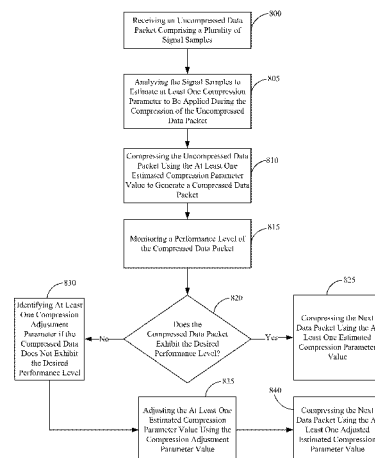 800
Receiving an Uncompressed Data
Packet Comprising a Plurality of
Signal Samples
805
Analyzing the Signal Samples to
Estimate at Least One Compression
Parameter to Be Applied During the
Compression of the Uncompressed
Data Packet
810
Compressing the Uncompressed Data
Packet Using the At Least One
Estimated Compression Parameter
Value to Generate a Compressed Data
Packet
815
Monitoring a Performance Level of
the Compressed Data Packet
820
Does the
Compressed Data Packet
Exhibit the Desired
Performance Level?
Yes
825
Compressing the Next
Data Packet Using the A
Least One Estimated
Compression Parameter
Value
No
830
Identifying At Least
One Compression
Adjustment
Parameter if the
Compressed Data
Does Not Exhibit
the Desired
Performance Level
835
Adjusting the At Least One
Estimated Compression
Parameter Value Using the
Compression Adjustment
Parameter Value
840
Compressing the Next
Data Packet Using the A
Least One Adjusted
Estimated Compression
Parameter Value